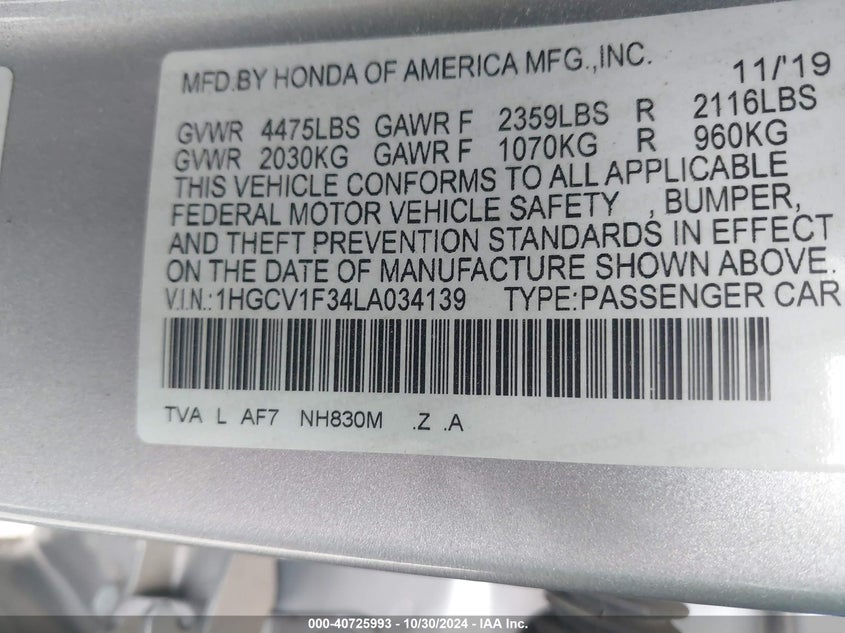 MFD.BY HONDA OF AMERICA MFG.,INC. 11/'19
GVWR 4475LBS GAWR F 2359LBS R 2116LBS
GVWR 2030KG GAWR F 1070KG R 960KG
THIS VEHICLE CONFORMS TO ALL APPLICABLE
FEDERAL MOTOR VEHICLE SAFETY , BUMPER,
AND THEFT PREVENTION STANDARDS IN EFFECT
ON THE DATE OF MANUFACTURE SHOWN ABOVE.
V.I.N.:1HGCV1F34LA034139 TYPE:PASSENGER CAR
TVA L AF7 NH830M .Z .A
000-40725993 - 10/30/2024 - IAA Inc.